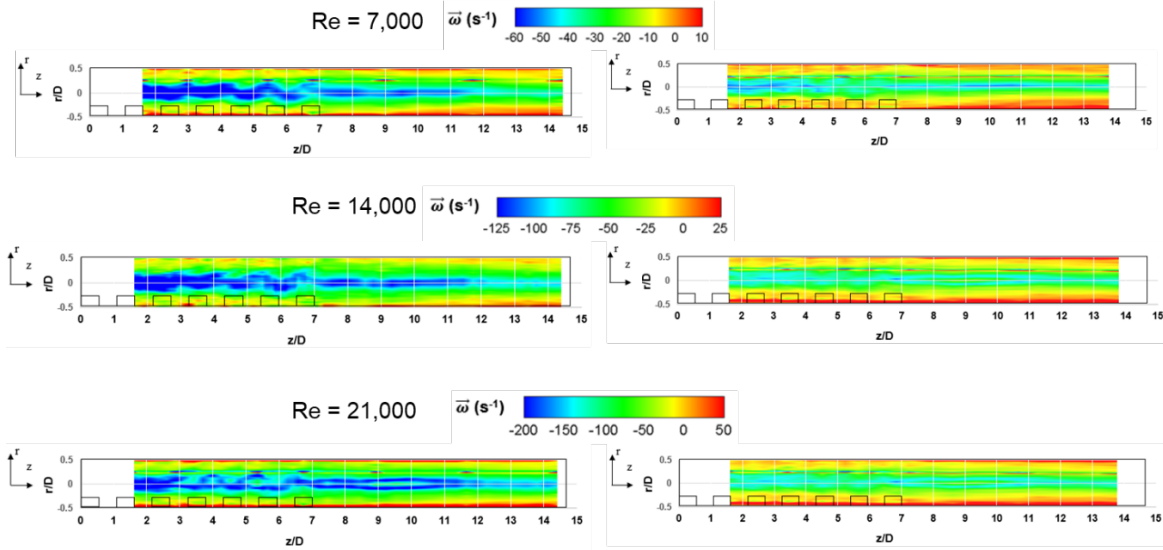 Re = 7,000 ω (s-1)
-60 -50 -40 -30 -20 -10 0 10
r
z
r/D
0.5
0
-0.5
0 1 2 3 4 5 6 7 8 9 10 11 12 13 14 15
z/D
r
z
r/D
0.5
0
-0.5
0 1 2 3 4 5 6 7 8 9 10 11 12 13 14 15
z/D
Re = 14,000 ω (s-1)
-125 -100 -75 -50 -25 0 25
r
z
r/D
0.5
0
-0.5
0 1 2 3 4 5 6 7 8 9 10 11 12 13 14 15
z/D
r
z
r/D
0.5
0
-0.5
0 1 2 3 4 5 6 7 8 9 10 11 12 13 14 15
z/D
Re = 21,000 ω (s-1)
-200 -150 -100 -50 0 50
r
z
r/D
0.5
0
-0.5
0 1 2 3 4 5 6 7 8 9 10 11 12 13 14 15
z/D
r
z
r/D
0.5
0
-0.5
0 1 2 3 4 5 6 7 8 9 10 11 12 13 14 15
z/D